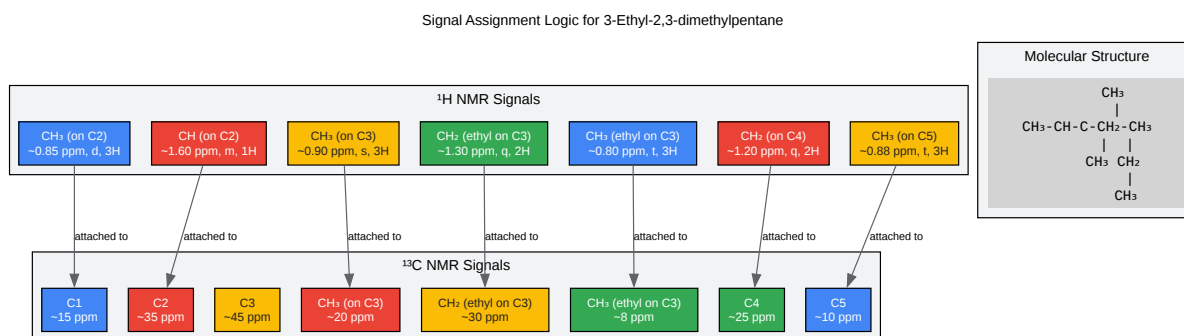 Signal Assignment Logic for 3-Ethyl-2,3-dimethylpentane
¹H NMR Signals
CH₃ (on C2)
~0.85 ppm, d, 3H
CH (on C2)
~1.60 ppm, m, 1H
CH₃ (on C3)
~0.90 ppm, s, 3H
CH₂ (ethyl on C3)
~1.30 ppm, q, 2H
CH₃ (ethyl on C3)
~0.80 ppm, t, 3H
CH₂ (on C4)
~1.20 ppm, q, 2H
CH₃ (on C5)
~0.88 ppm, t, 3H
attached to
attached to
attached to
attached to
attached to
attached to
attached to
¹³C NMR Signals
C1
~15 ppm
C2
~35 ppm
C3
~45 ppm
CH₃ (on C3)
~20 ppm
CH₂ (ethyl on C3)
~30 ppm
CH₃ (ethyl on C3)
~8 ppm
C4
~25 ppm
C5
~10 ppm
Molecular Structure
CH₃
|
CH₃-CH-C-CH₂-CH₃
| |
CH₃ CH₂
|
CH₃